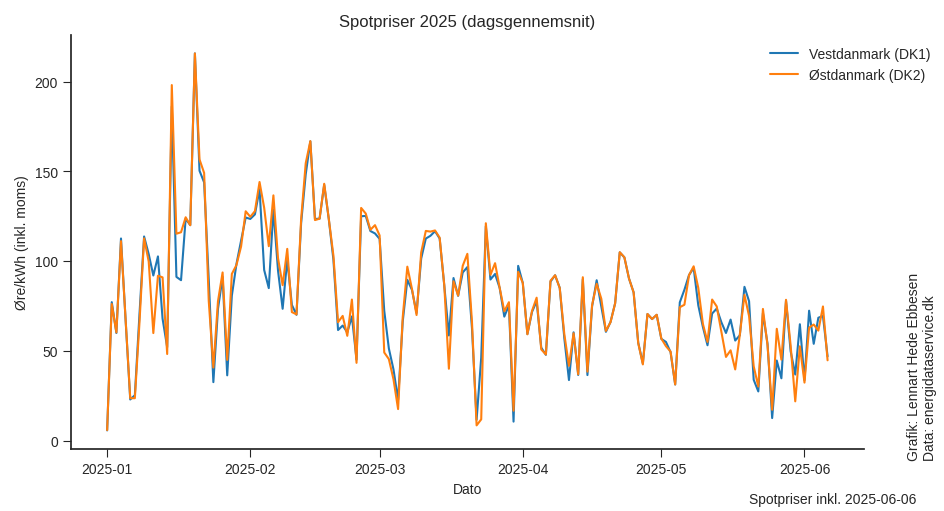 Spotpriser 2025 (dagsgennemsnit)
Vestdanmark (DK1)
Østdanmark (DK2)
Øre/kWh (inkl. moms)
200
150
100
50
0
2025-01
2025-02
2025-03
2025-04
2025-05
2025-06
Dato
Grafik: Lennart Hede Ebbesen
Data: energidataservice.dk
Spotpriser inkl. 2025-06-06